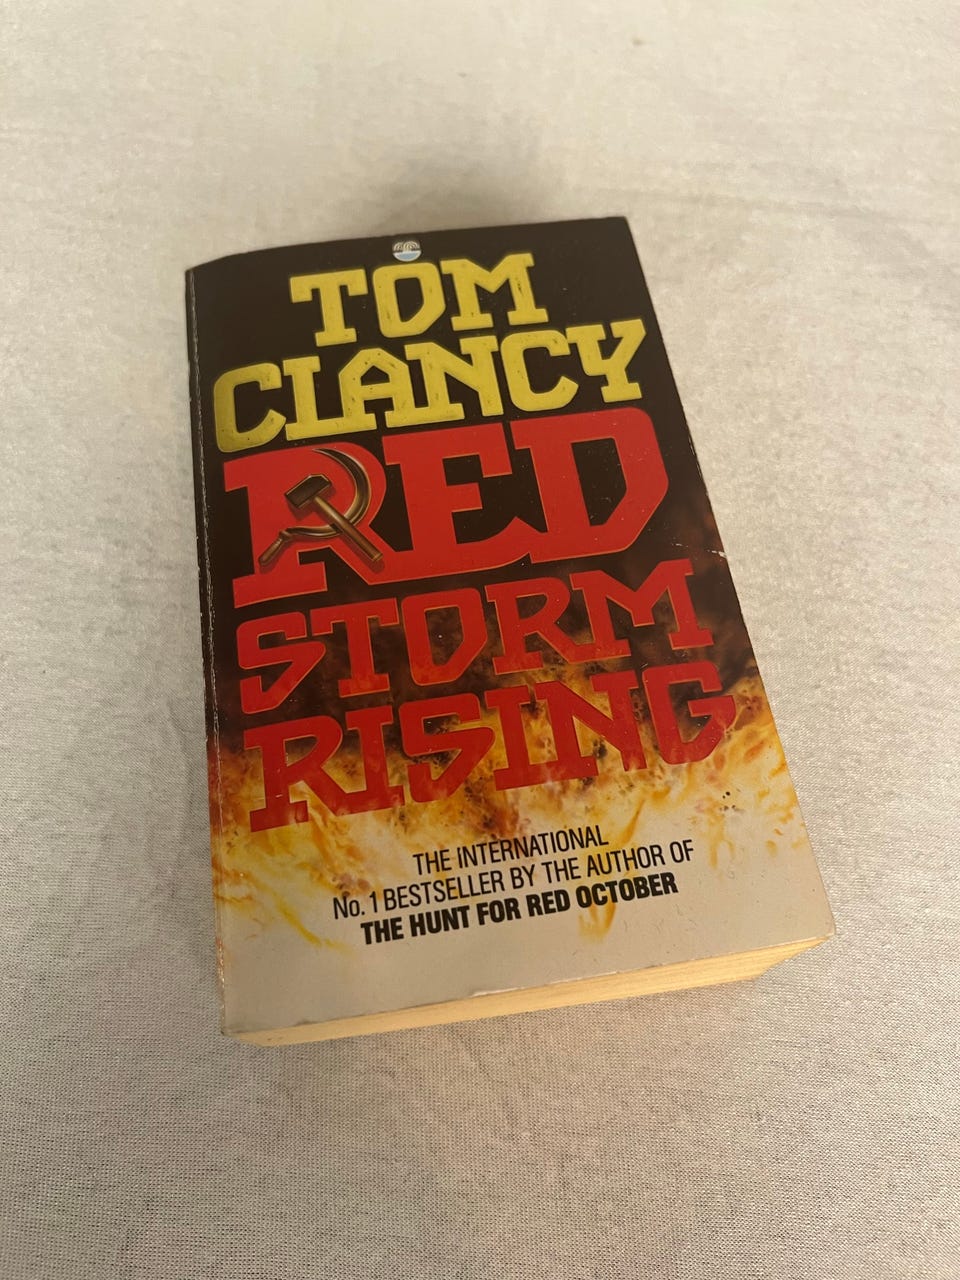 TOM
CLANCY
RED
STORM
RISING
THE INTERNATIONAL
No. 1 BESTSELLER BY THE AUTHOR OF
THE HUNT FOR RED OCTOBER